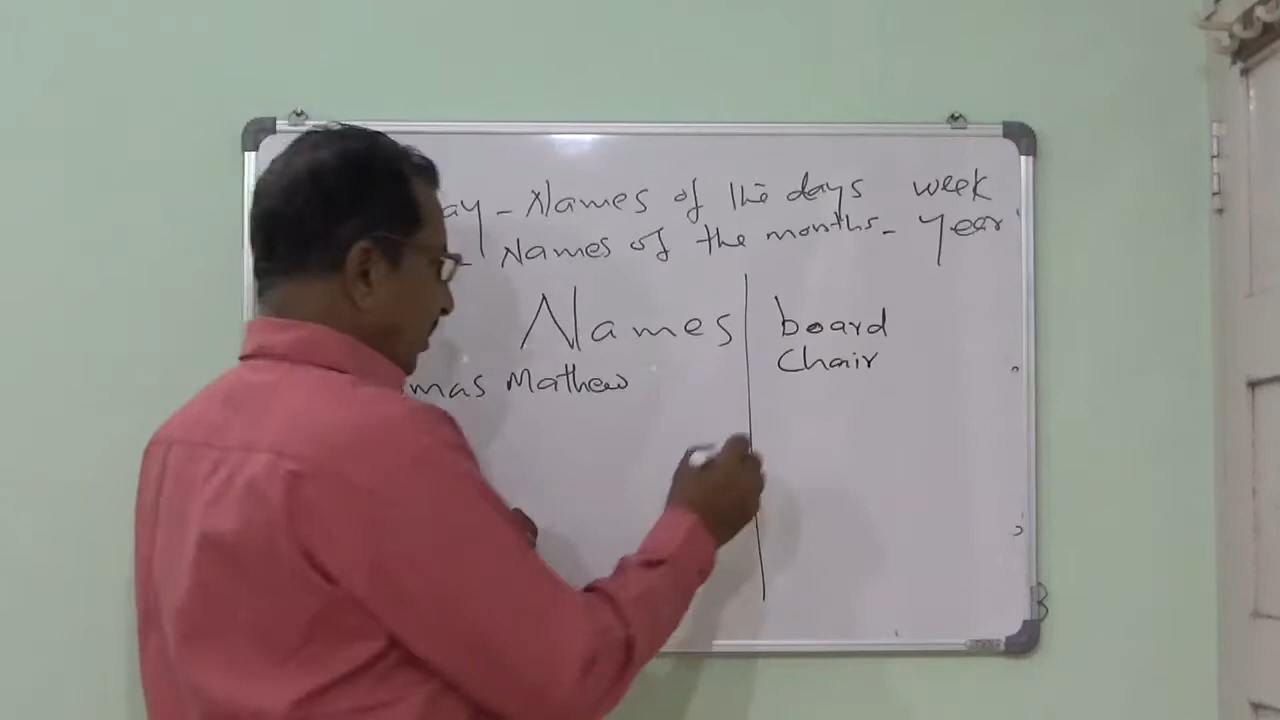 ay - Names of the days week
- Names of the months - year
Names
mas Mathew
board
Chair